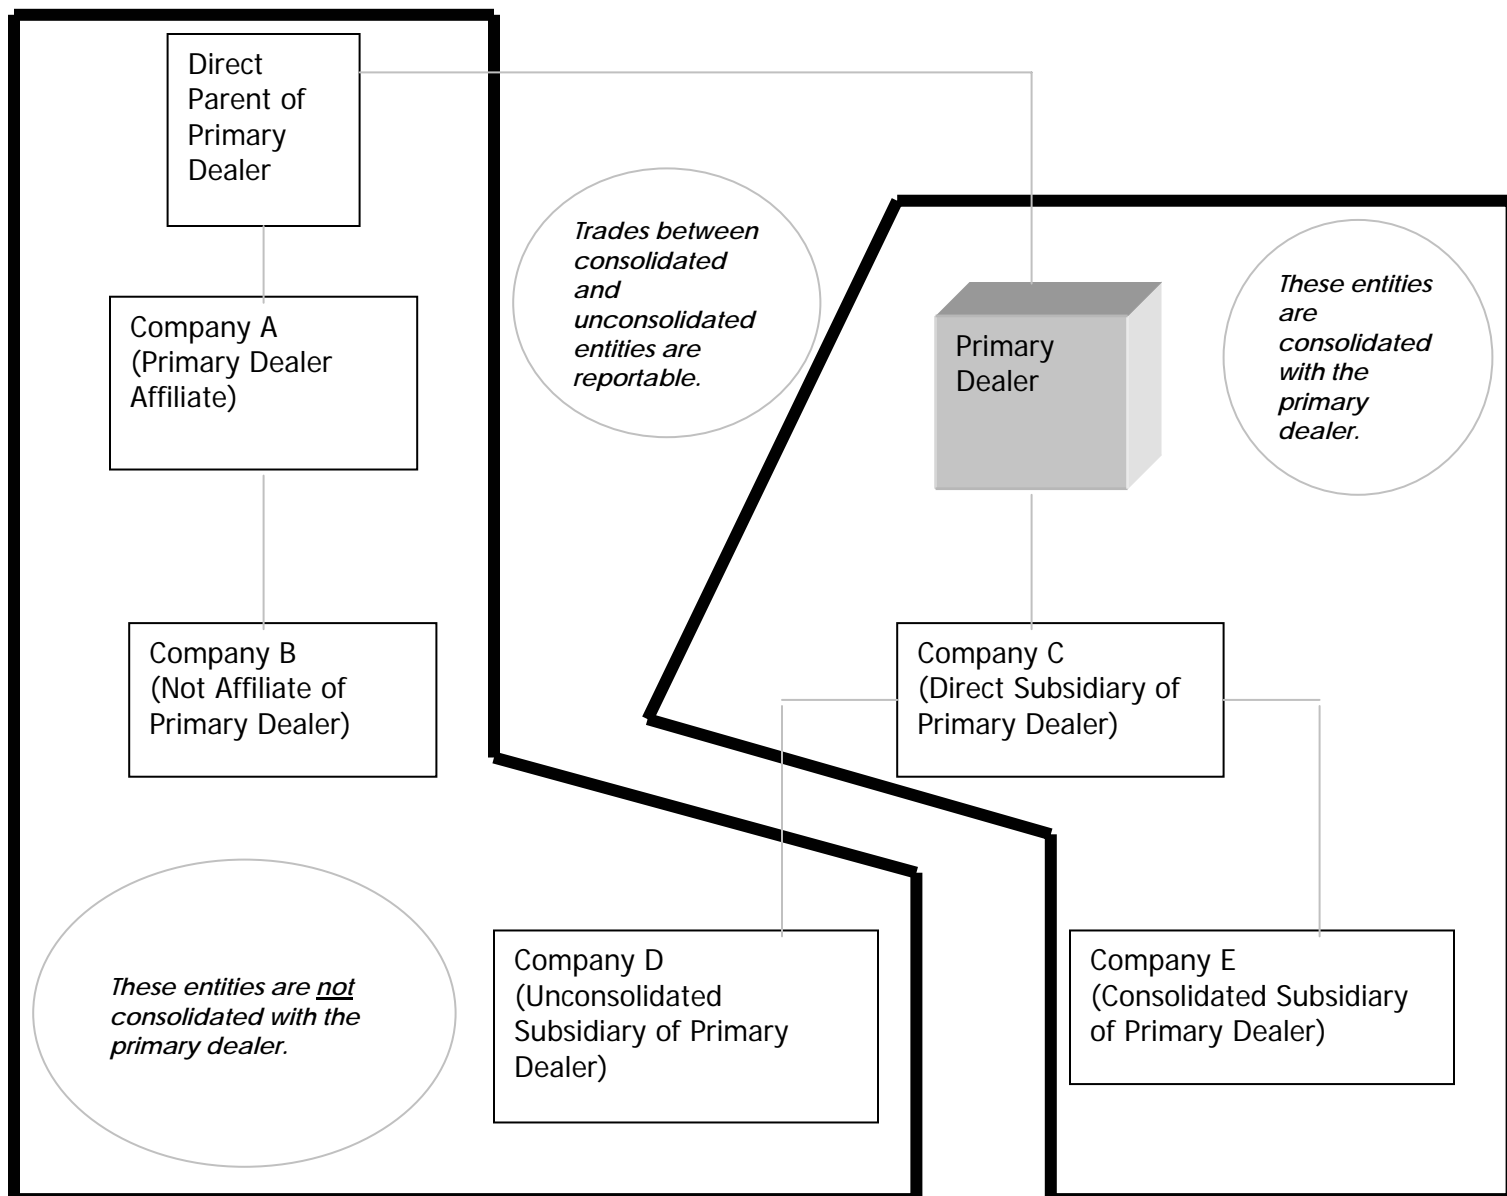 Direct
Parent of
Primary
Dealer
Trades between
consolidated
and
unconsolidated
entities are
reportable.
These entities
are
consolidated
with the
primary
dealer.
Company A
(Primary Dealer
Affiliate)
Primary
Dealer
Company B
(Not Affiliate of
Primary Dealer)
Company C
(Direct Subsidiary of
Primary Dealer)
These entities are not
consolidated with the
primary dealer.
Company D
(Unconsolidated
Subsidiary of Primary
Dealer)
Company E
(Consolidated Subsidiary
of Primary Dealer)